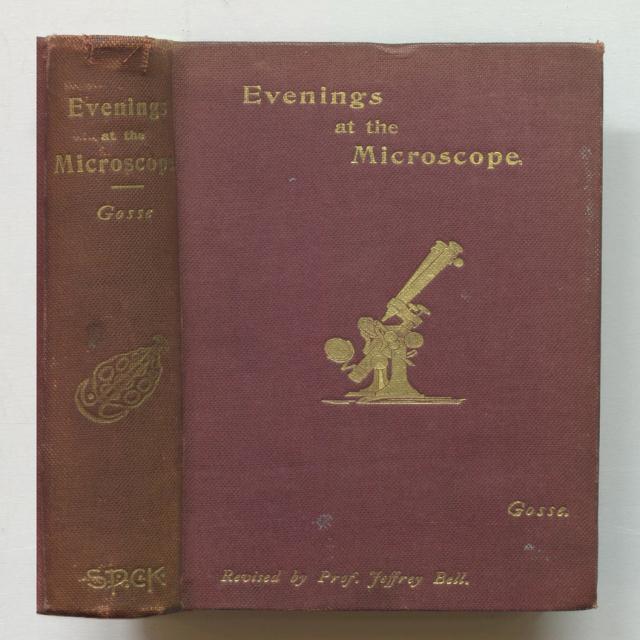 Evenings
at the
Microscope
Gosse
S.P.C.K
Evenings
at the
Microscope.
Gosse.
Revised by Prof. Jeffrey Bell.